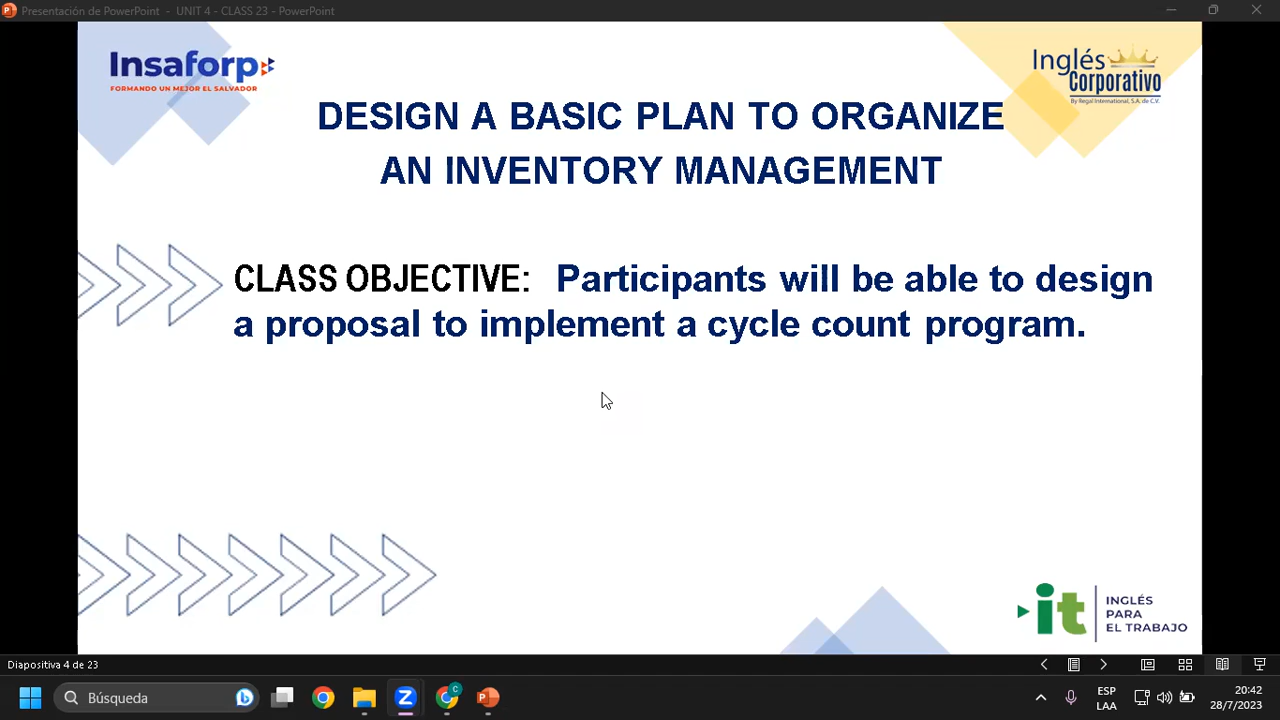 Presentación de PowerPoint - UNIT 4 - CLASS 23 - PowerPoint
Insaforp
FORMANDO UN MEJOR EL SALVADOR
Inglés
Corporativo
By Regal International, S.A. de C.V.
DESIGN A BASIC PLAN TO ORGANIZE
AN INVENTORY MANAGEMENT
CLASS OBJECTIVE: Participants will be able to design
a proposal to implement a cycle count program.
it
INGLÉS
PARA
EL TRABAJO
Diapositiva 4 de 23
Búsqueda
C
ESP
LAA
20:42
28/7/2023